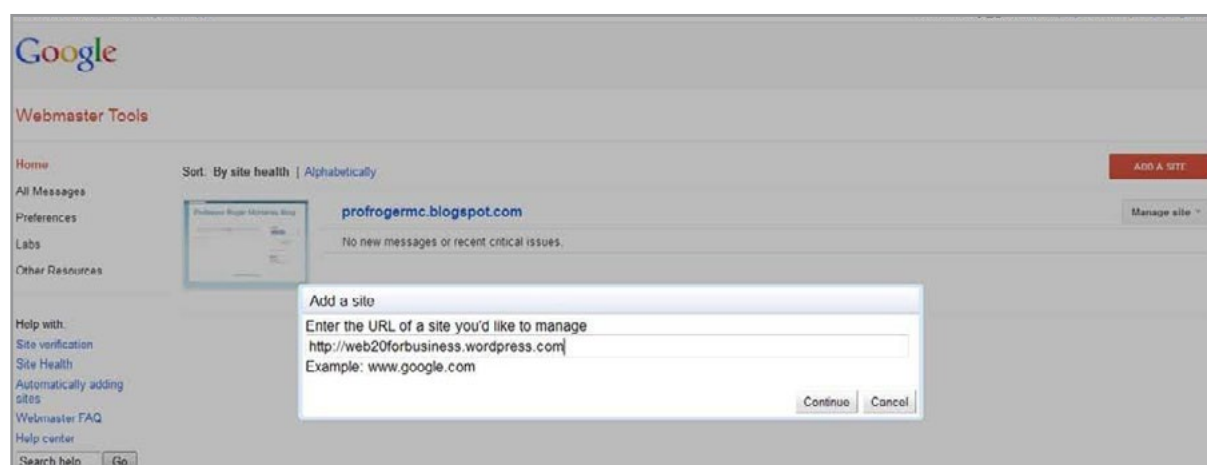 Google
Webmaster Tools
Home
All Messages
Preferences
Labs
Other Resources
Help with:
Site verification
Site Health
Automatically adding
sites
Webmaster FAQ
Help center
Search help Go
Sort: By site health | Alphabetically
ADD A SITE
profrogermc.blogspot.com
Manage site
No new messages or recent critical issues.
Add a site
Enter the URL of a site you'd like to manage
http://web20forbusiness.wordpress.com
Example: www.google.com
Continue Cancel